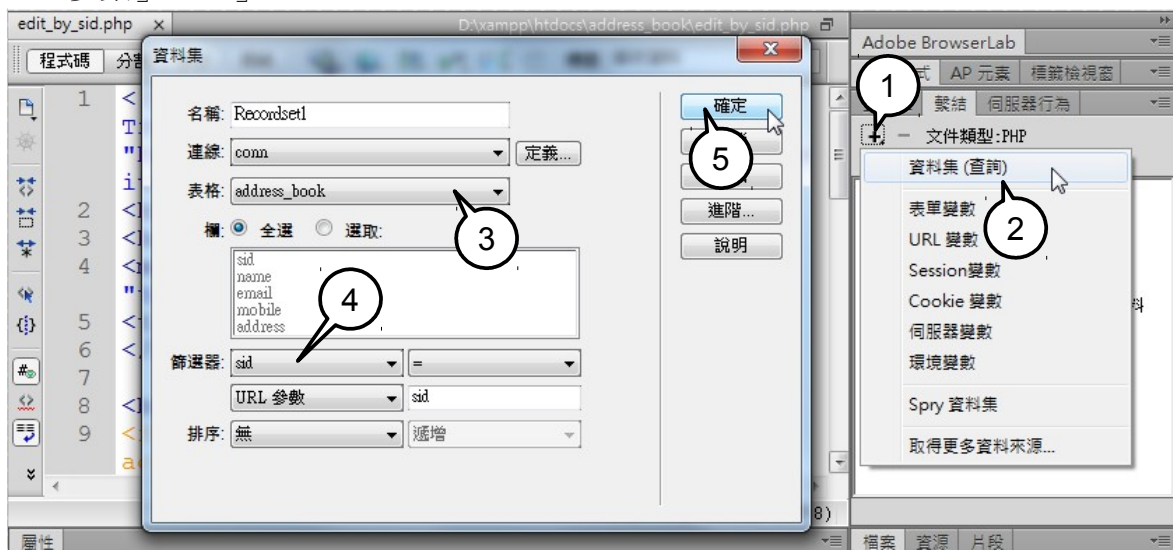 edit_by_sid.php ×
D:\xampp\htdocs\address_book\edit_by_sid.php
Adobe BrowserLab
AP 元素 標籤檢視窗
程式碼
資料集
繫結 伺服器行為
文件類型:PHP
1
2
3
4
5
6
7
8
9
名稱: Recordset1
連線: conn 定義...
表格: address_book
欄: 全選 選取:
sid
name
email
mobile
address
篩選器: sid =
URL 參數 sid
排序: 無 遞增
確定
進階...
說明
資料集 (查詢)
表單變數
URL 變數
Session變數
Cookie 變數
伺服器變數
環境變數
Spry 資料集
取得更多資料來源...
1
2
3
4
5
8)
屬性
檔案 資源 片段